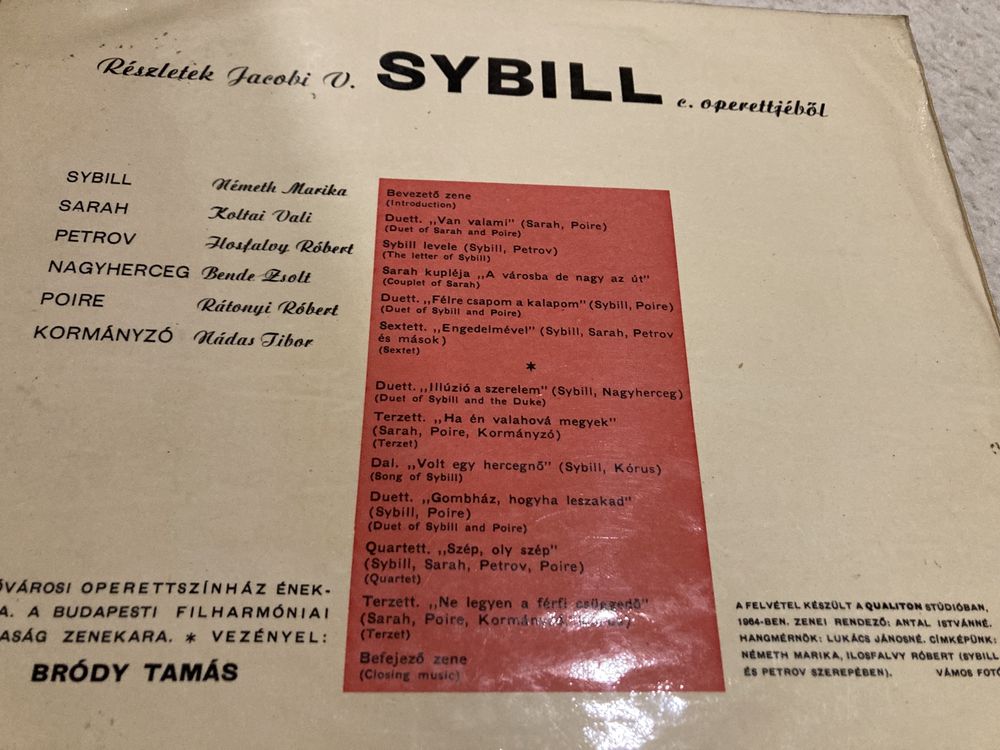 Részletek Jacobi V. SYBILL c. operettjéből
SYBILL Németh Marika
SARAH Koltai Vali
PETROV Ilosfalvy Róbert
NAGYHERCEG Bende Zsolt
POIRE Rátonyi Róbert
KORMÁNYZÓ Nádas Tibor
Bevezető zene
(Introduction)
Duett. „Van valami" (Sarah, Poire)
(Duet of Sarah and Poire)
Sybill levele (Sybill, Petrov)
(The letter of Sybill)
Sarah kupléja „A városba de nagy az út"
(Couplet of Sarah)
Duett. „Félre csapom a kalapom" (Sybill, Poire)
(Duet of Sybill and Poire)
Sextett. „Engedelmével" (Sybill, Sarah, Petrov
és mások)
(Sextet)
*
Duett. „Illúzió a szerelem" (Sybill, Nagyherceg)
(Duet of Sybill and the Duke)
Terzett. „Ha én valahová megyek"
(Sarah, Poire, Kormányzó)
(Terzet)
Dal. „Volt egy hercegnő" (Sybill, Kórus)
(Song of Sybill)
Duett. „Gombház, hogyha leszakad"
(Sybill, Poire)
(Duet of Sybill and Poire)
Quartett. „Szép, oly szép"
(Sybill, Sarah, Petrov, Poire)
(Quartet)
Terzett. „Ne legyen a férfi csüggedő"
(Sarah, Poire, Kormányzó, Kórus)
(Terzet)
Befejező zene
(Closing music)
ŐVÁROSI OPERETTSZÍNHÁZ ÉNEK-
A. A BUDAPESTI FILHARMÓNIAI
ASÁG ZENEKARA. * VEZÉNYEL:
BRÓDY TAMÁS
A FELVÉTEL KÉSZÜLT A QUALITON STÚDIÓBAN,
1964-BEN. ZENEI RENDEZŐ: ANTAL ISTVÁNNÉ.
HANGMÉRNÖK: LUKÁCS JÁNOSNÉ. CÍMKÉPÜNK:
NÉMETH MARIKA, ILOSFALVY RÓBERT (SYBILL
ÉS PETROV SZEREPÉBEN). VÁMOS FOTÓ